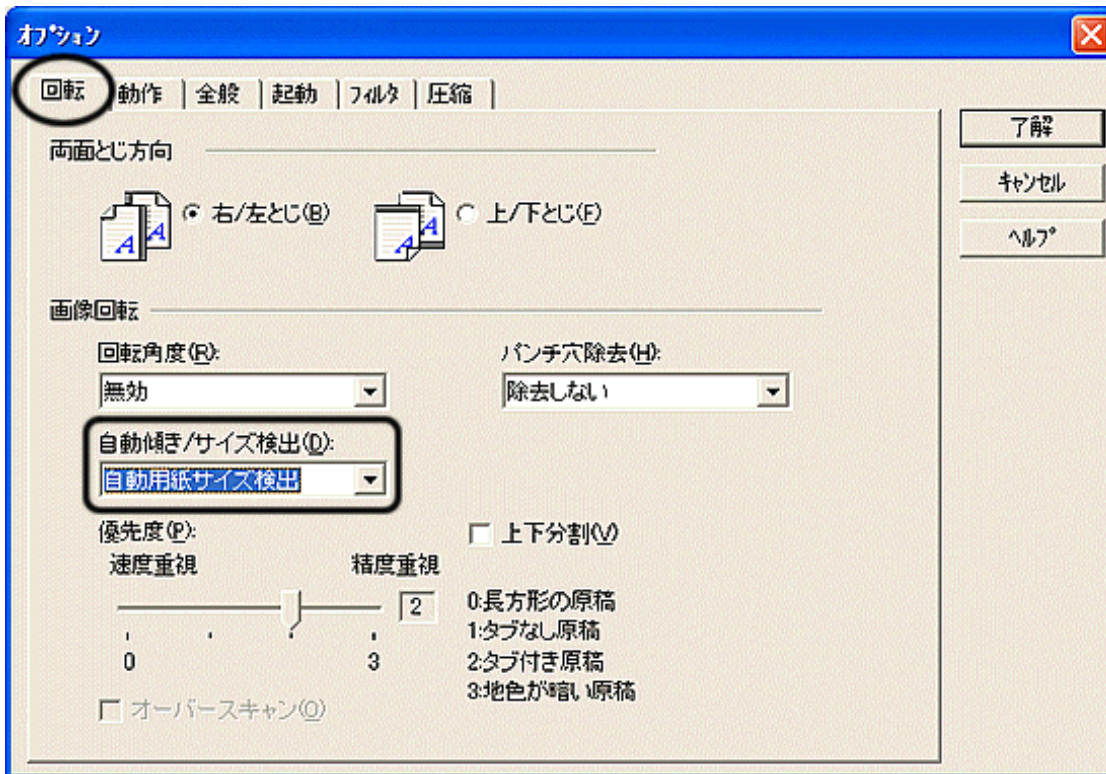 オプション
回転 動作 全般 起動 フィルタ 圧縮
了解
キャンセル
ヘルプ
両面とじ方向
A A 右/左とじ(B) A A 上/下とじ(F)
画像回転
回転角度(R): パンチ穴除去(H):
無効 除去しない
自動傾き/サイズ検出(D):
自動用紙サイズ検出
優先度(P): 上下分割(V)
速度重視 精度重視
2
0 3
0:長方形の原稿
1:タブなし原稿
2:タブ付き原稿
3:地色が暗い原稿
オーバースキャン(O)